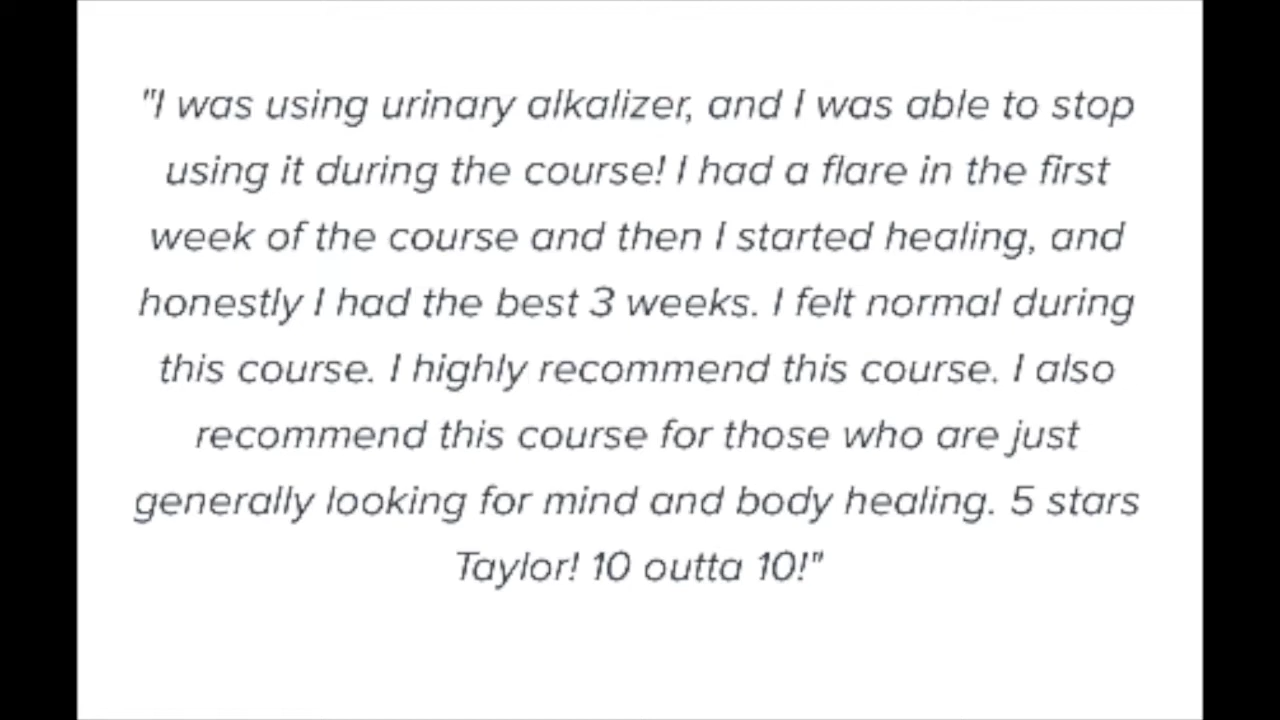 "I was using urinary alkalizer, and I was able to stop
using it during the course! I had a flare in the first
week of the course and then I started healing, and
honestly I had the best 3 weeks. I felt normal during
this course. I highly recommend this course. I also
recommend this course for those who are just
generally looking for mind and body healing. 5 stars
Taylor! 10 outta 10!"